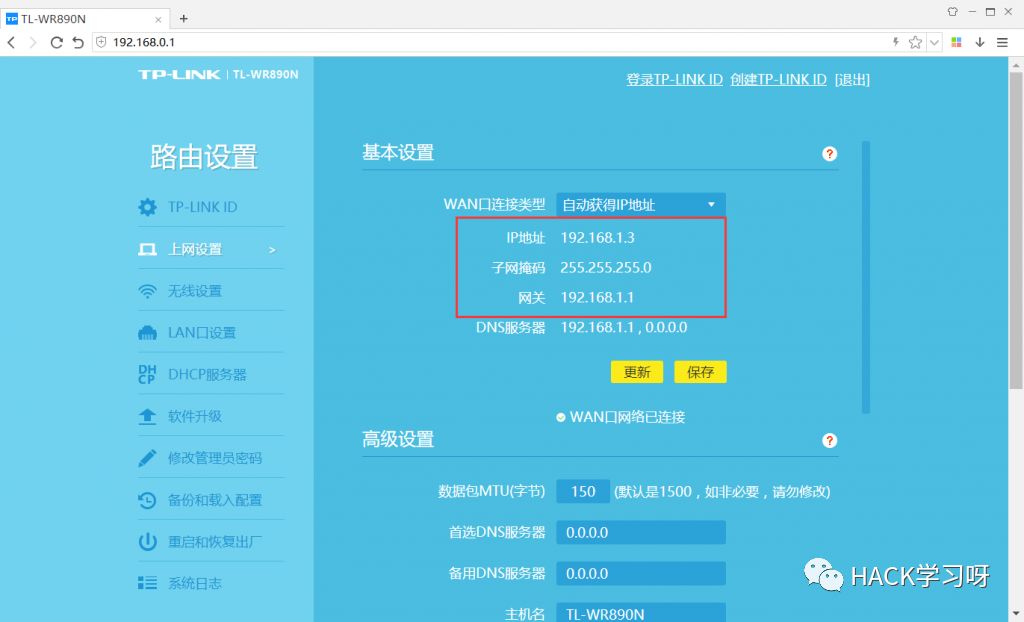 TL-WR890N
192.168.0.1
TP-LINK | TL-WR890N
登录TP-LINK ID 创建TP-LINK ID [退出]
路由设置
TP-LINK ID
上网设置 >
无线设置
LAN口设置
DHCP DHCP服务器
软件升级
修改管理员密码
备份和载入配置
重启和恢复出厂
系统日志
基本设置 ?
WAN口连接类型 自动获得IP地址
IP地址 192.168.1.3
子网掩码 255.255.255.0
网关 192.168.1.1
DNS服务器 192.168.1.1 , 0.0.0.0
更新 保存
WAN口网络已连接
高级设置 ?
数据包MTU(字节) 150 (默认是1500，如非必要，请勿修改)
首选DNS服务器 0.0.0.0
备用DNS服务器 0.0.0.0
主机名 TL-WR890N
HACK学习呀